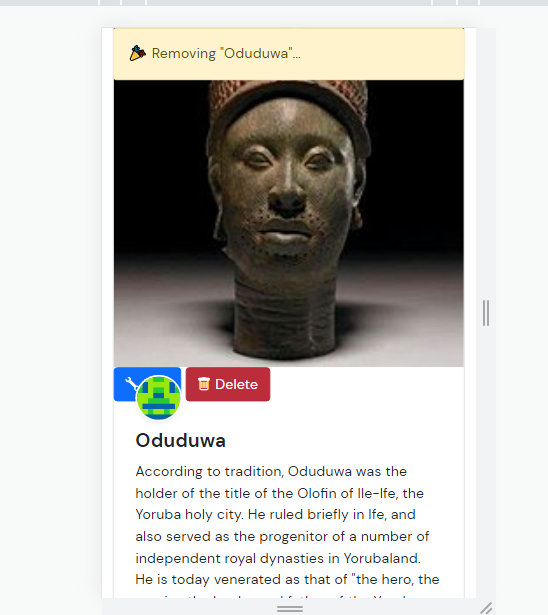 Removing "Oduduwa"...
Delete
Oduduwa
According to tradition, Oduduwa was the
holder of the title of the Olofin of Ile-Ife, the
Yoruba holy city. He ruled briefly in Ife, and
also served as the progenitor of a number of
independent royal dynasties in Yorubaland.
He is today venerated as that of "the hero, the